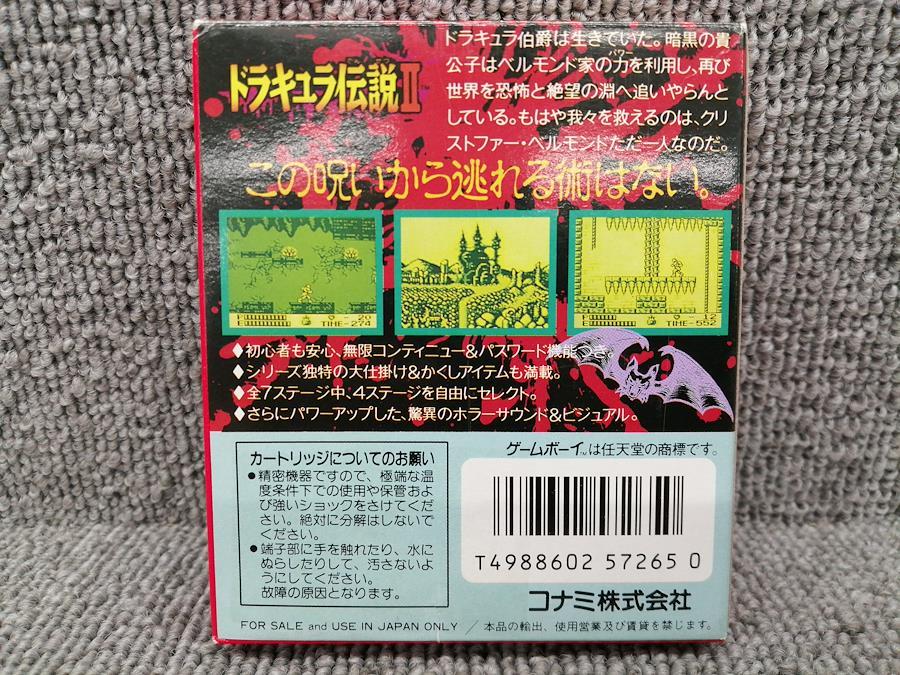 ドラキュラ伝説II™
ドラキュラ伯爵は生きていた。暗黒の貴
公子はベルモンド家の力を利用し、再び
パワー
世界を恐怖と絶望の淵へ追いやらんと
している。もはや我々を救えるのは、クリ
ストファー・ベルモンドただ一人なのだ。
この呪いから逃れる術はない。
P 20
E TIME-274
P 12
E TIME-552
◆初心者も安心、無限コンティニュー&パスワード機能つき。
◆シリーズ独特の大仕掛け&かくしアイテムも満載。
◆全7ステージ中、4ステージを自由にセレクト。
◆さらにパワーアップした、驚異のホラーサウンド&ビジュアル。
カートリッジについてのお願い
●精密機器ですので、極端な温
度条件下での使用や保管およ
び強いショックをさけてくだ
さい。絶対に分解はしないで
ください。
●端子部に手を触れたり、水に
ぬらしたりして、汚さないよ
うにしてください。
故障の原因となります。
ゲームボーイ™は任天堂の商標です。
T4988602 57265 0
コナミ株式会社
FOR SALE and USE IN JAPAN ONLY / 本品の輸出、使用営業及び賃貸を禁じます。